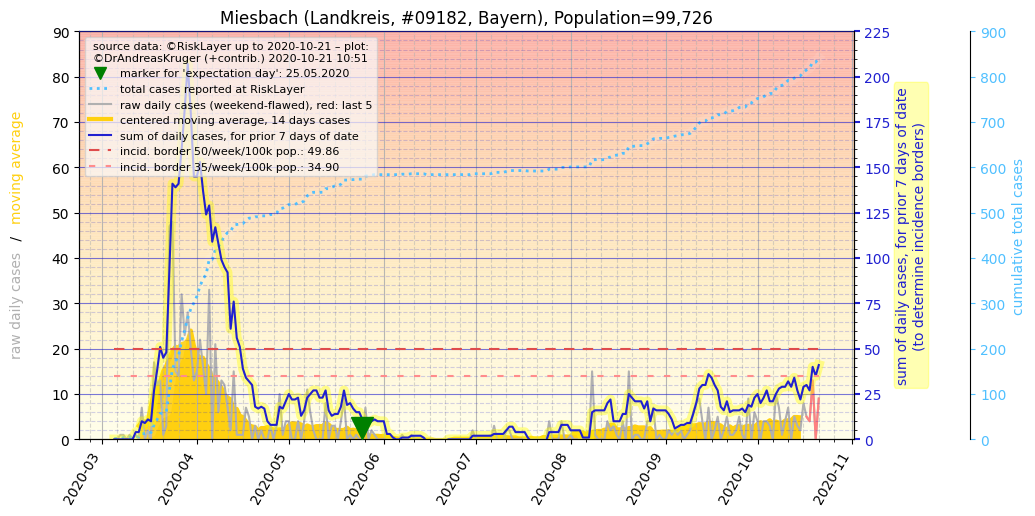 Miesbach (Landkreis, #09182, Bayern), Population=99,726
source data: ©RiskLayer up to 2020-10-21 – plot:
©DrAndreasKruger (+contrib.) 2020-10-21 10:51
marker for 'expectation day': 25.05.2020
total cases reported at RiskLayer
raw daily cases (weekend-flawed), red: last 5
centered moving average, 14 days cases
sum of daily cases, for prior 7 days of date
incid. border 50/week/100k pop.: 49.86
incid. border 35/week/100k pop.: 34.90
raw daily cases / moving average
90
80
70
60
50
40
30
20
10
0
225
200
175
150
125
100
75
50
25
0
sum of daily cases, for prior 7 days of date
(to determine incidence borders)
900
800
700
600
500
400
300
200
100
0
cumulative total cases
2020-03
2020-04
2020-05
2020-06
2020-07
2020-08
2020-09
2020-10
2020-11